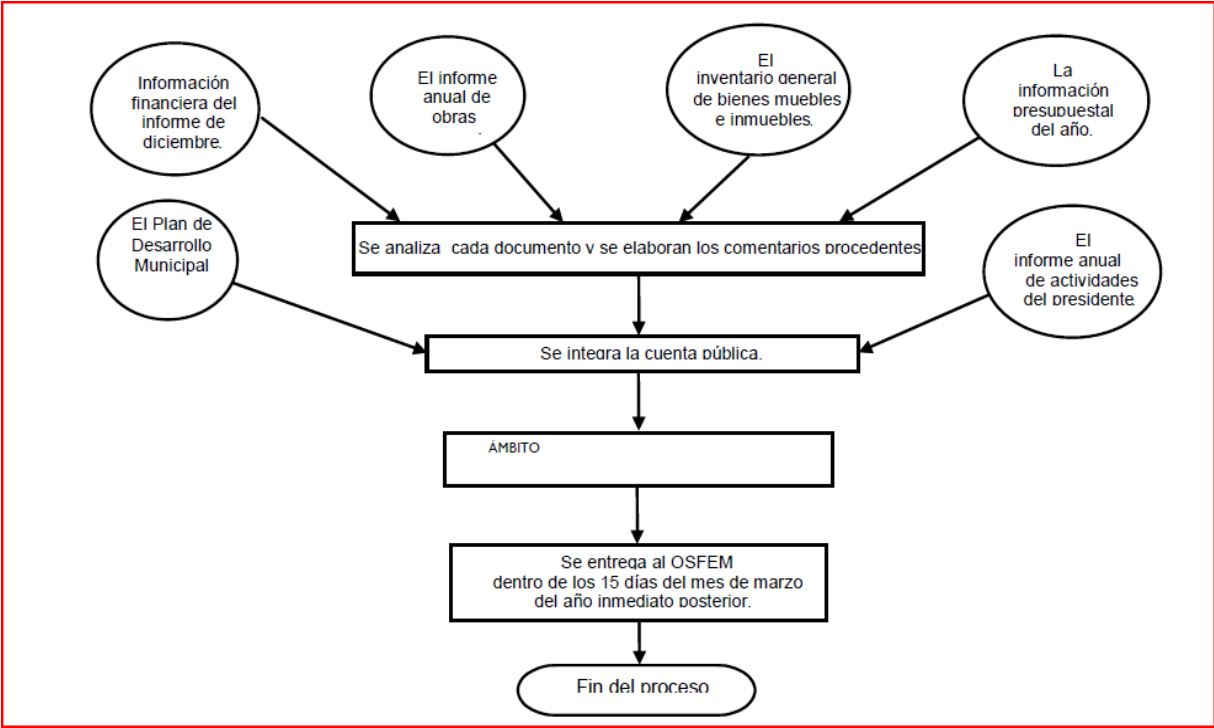 Información
financiera del
informe de
diciembre.
El informe
anual de
obras
.
El
inventario general
de bienes muebles
e inmuebles.
La
información
presupuestal
del año.
El Plan de
Desarrollo
Municipal
Se analiza cada documento y se elaboran los comentarios procedentes
El
informe anual
de actividades
del presidente
Se integra la cuenta pública.
ÁMBITO
Se entrega al OSFEM
dentro de los 15 días del mes de marzo
del año inmediato posterior.
Fin del proceso